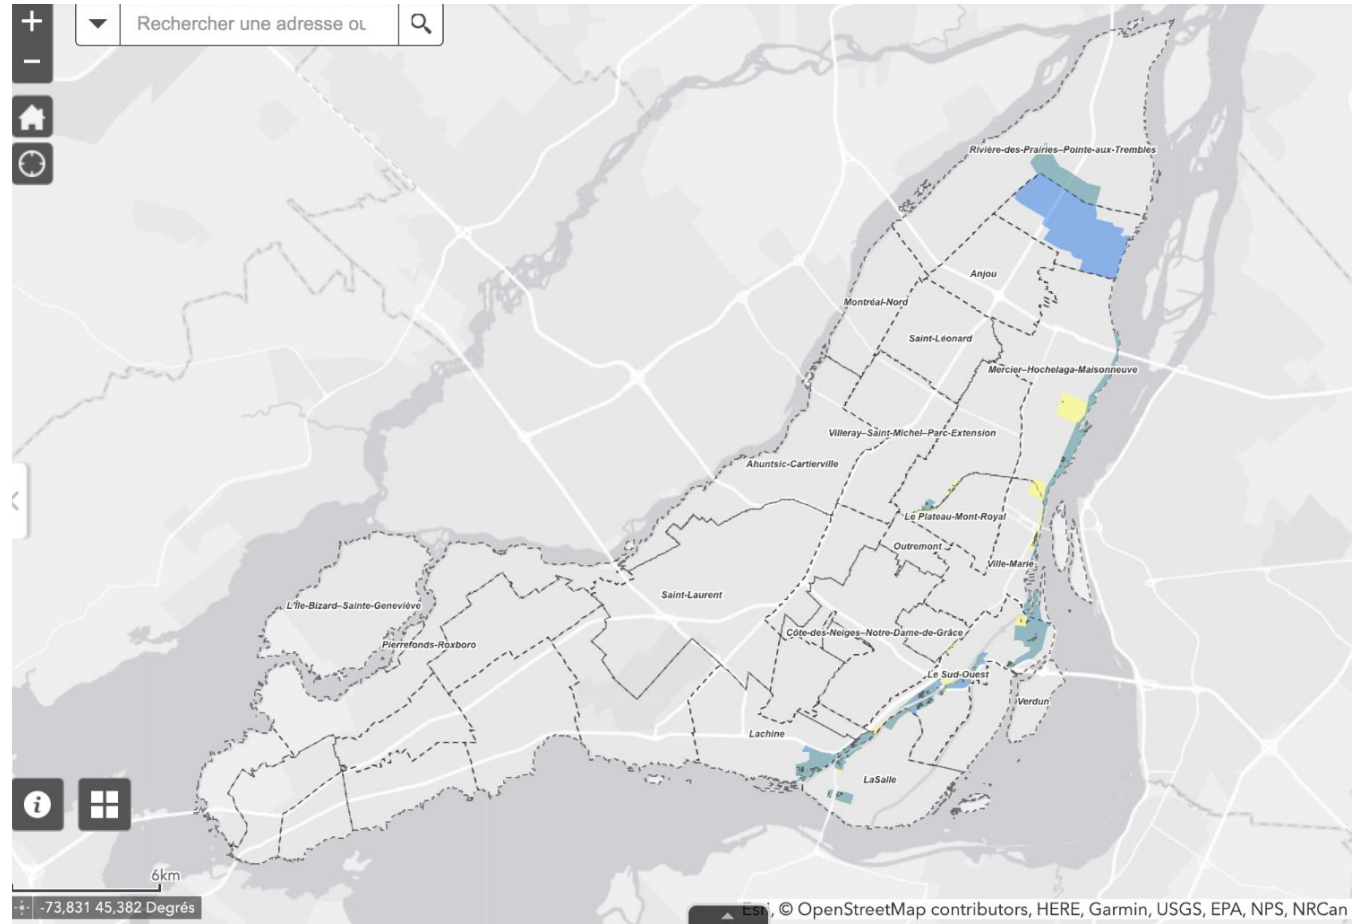 +
Rechercher une adresse ou
−
Rivière-des-Prairies–Pointe-aux-Trembles
Anjou
Montréal-Nord
Saint-Léonard
Mercier–Hochelaga-Maisonneuve
Villeray–Saint-Michel–Parc-Extension
Ahuntsic-Cartierville
Le Plateau-Mont-Royal
Outremont
Ville-Marie
Saint-Laurent
L'Île-Bizard–Sainte-Geneviève
Côte-des-Neiges–Notre-Dame-de-Grâce
Pierrefonds-Roxboro
Le Sud-Ouest
Verdun
Lachine
LaSalle
6km
-73,831 45,382 Degrés
Esri, © OpenStreetMap contributors, HERE, Garmin, USGS, EPA, NPS, NRCan